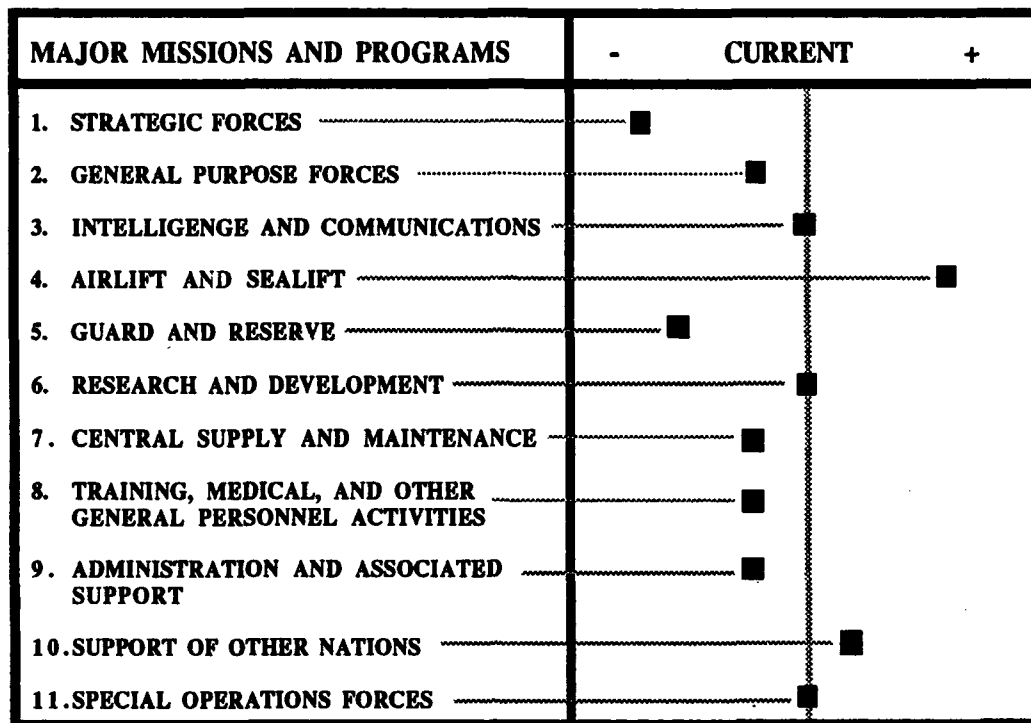 MAJOR MISSIONS AND PROGRAMS - CURRENT +
1. STRATEGIC FORCES
2. GENERAL PURPOSE FORCES
3. INTELLIGENGE AND COMMUNICATIONS
4. AIRLIFT AND SEALIFT
5. GUARD AND RESERVE
6. RESEARCH AND DEVELOPMENT
7. CENTRAL SUPPLY AND MAINTENANCE
8. TRAINING, MEDICAL, AND OTHER
GENERAL PERSONNEL ACTIVITIES
9. ADMINISTRATION AND ASSOCIATED
SUPPORT
10.SUPPORT OF OTHER NATIONS
11.SPECIAL OPERATIONS FORCES